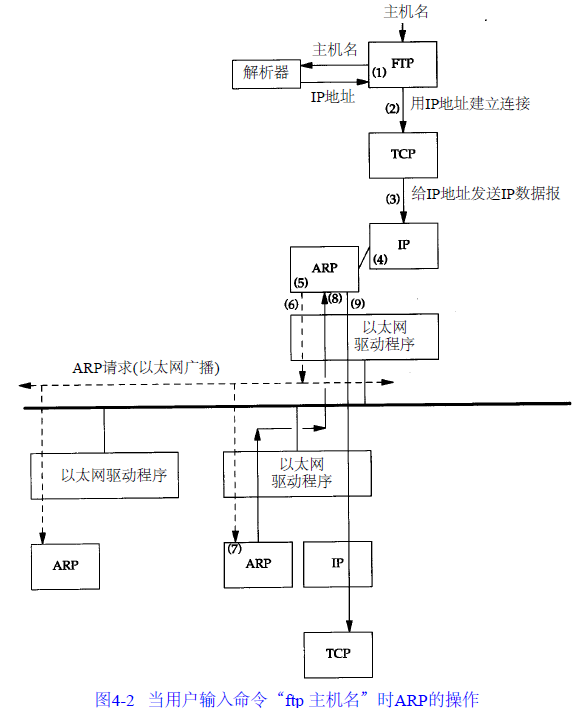 主机名
主机名
(1)
FTP
解析器
IP地址
(2)
用IP地址建立连接
TCP
(3)
给IP地址发送IP数据报
IP
(4)
ARP
(5)
(6)
(8)
(9)
以太网
驱动程序
ARP请求(以太网广播)
以太网驱动程序
以太网
驱动程序
(7)
ARP
ARP
IP
TCP
图4-2 当用户输入命令“ftp 主机名”时ARP的操作